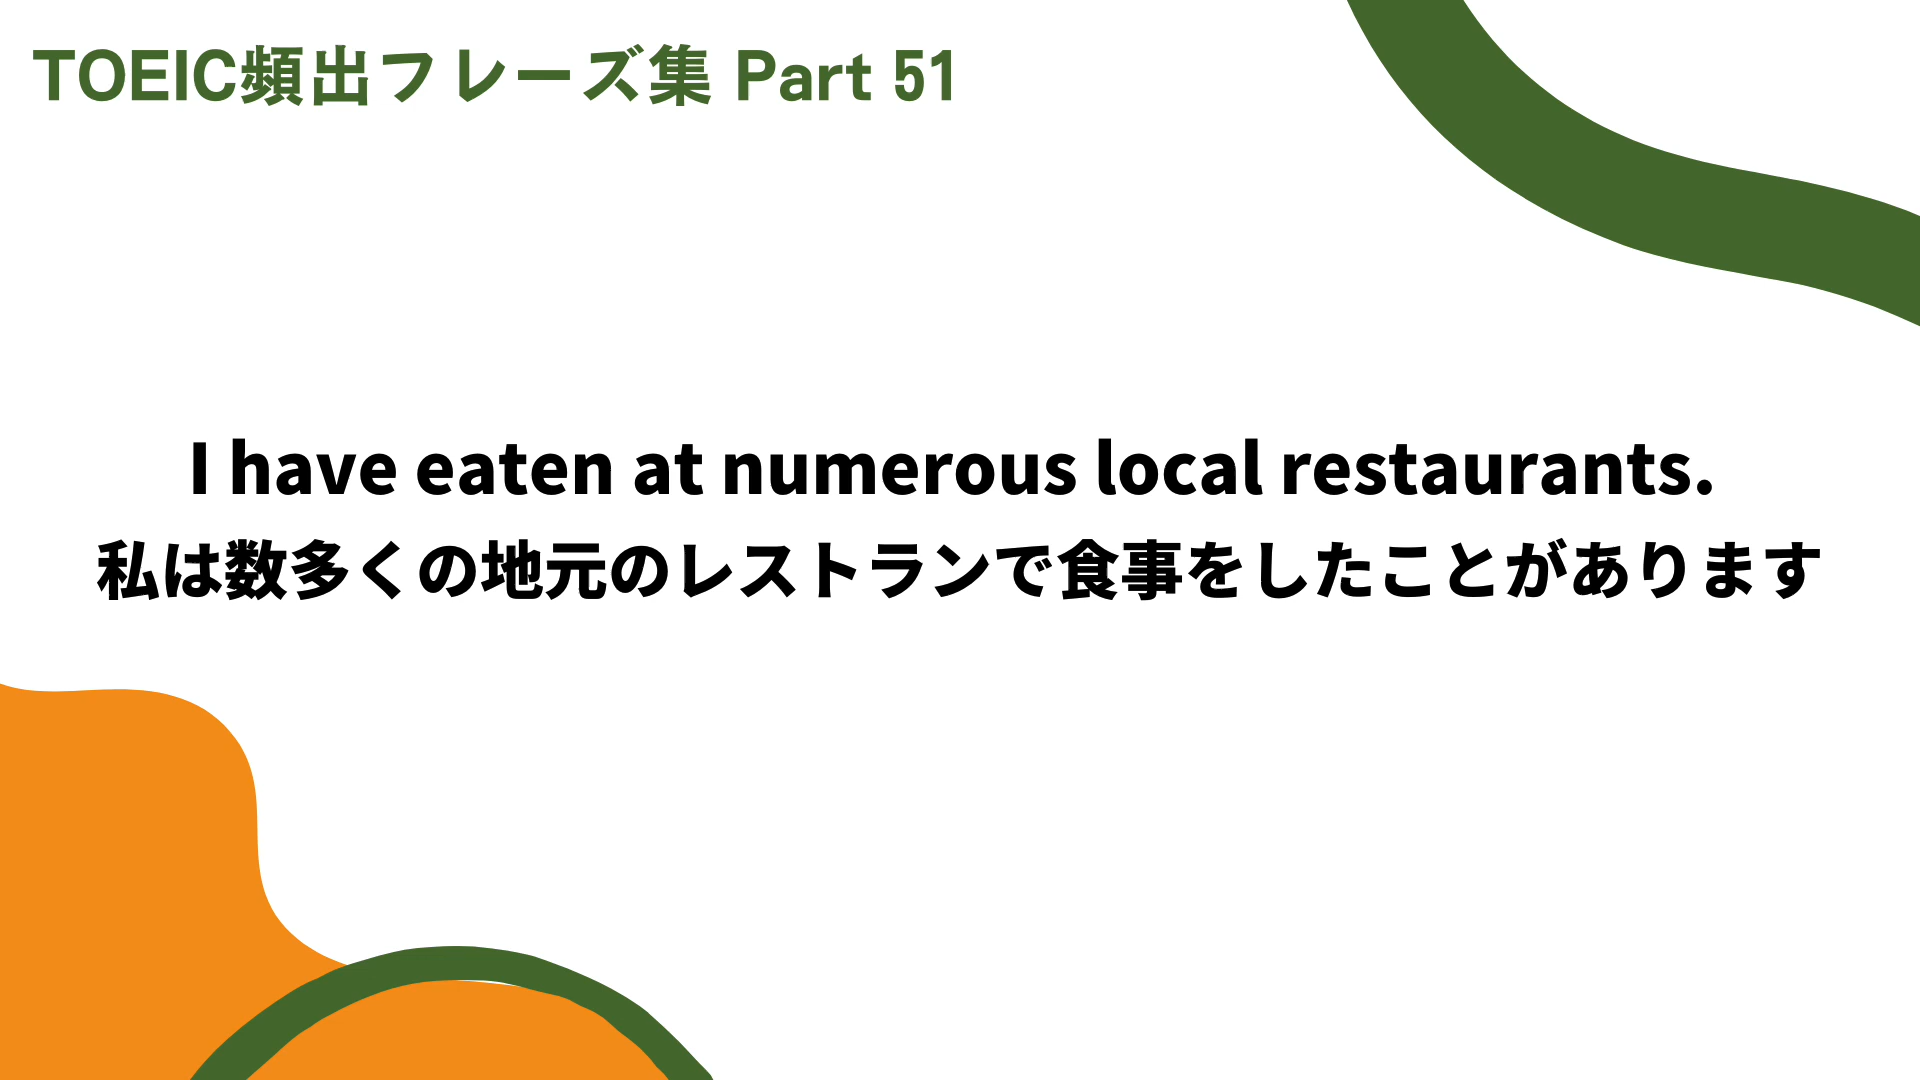 TOEIC頻出フレーズ集 Part 51
I have eaten at numerous local restaurants.
私は数多くの地元のレストランで食事をしたことがあります